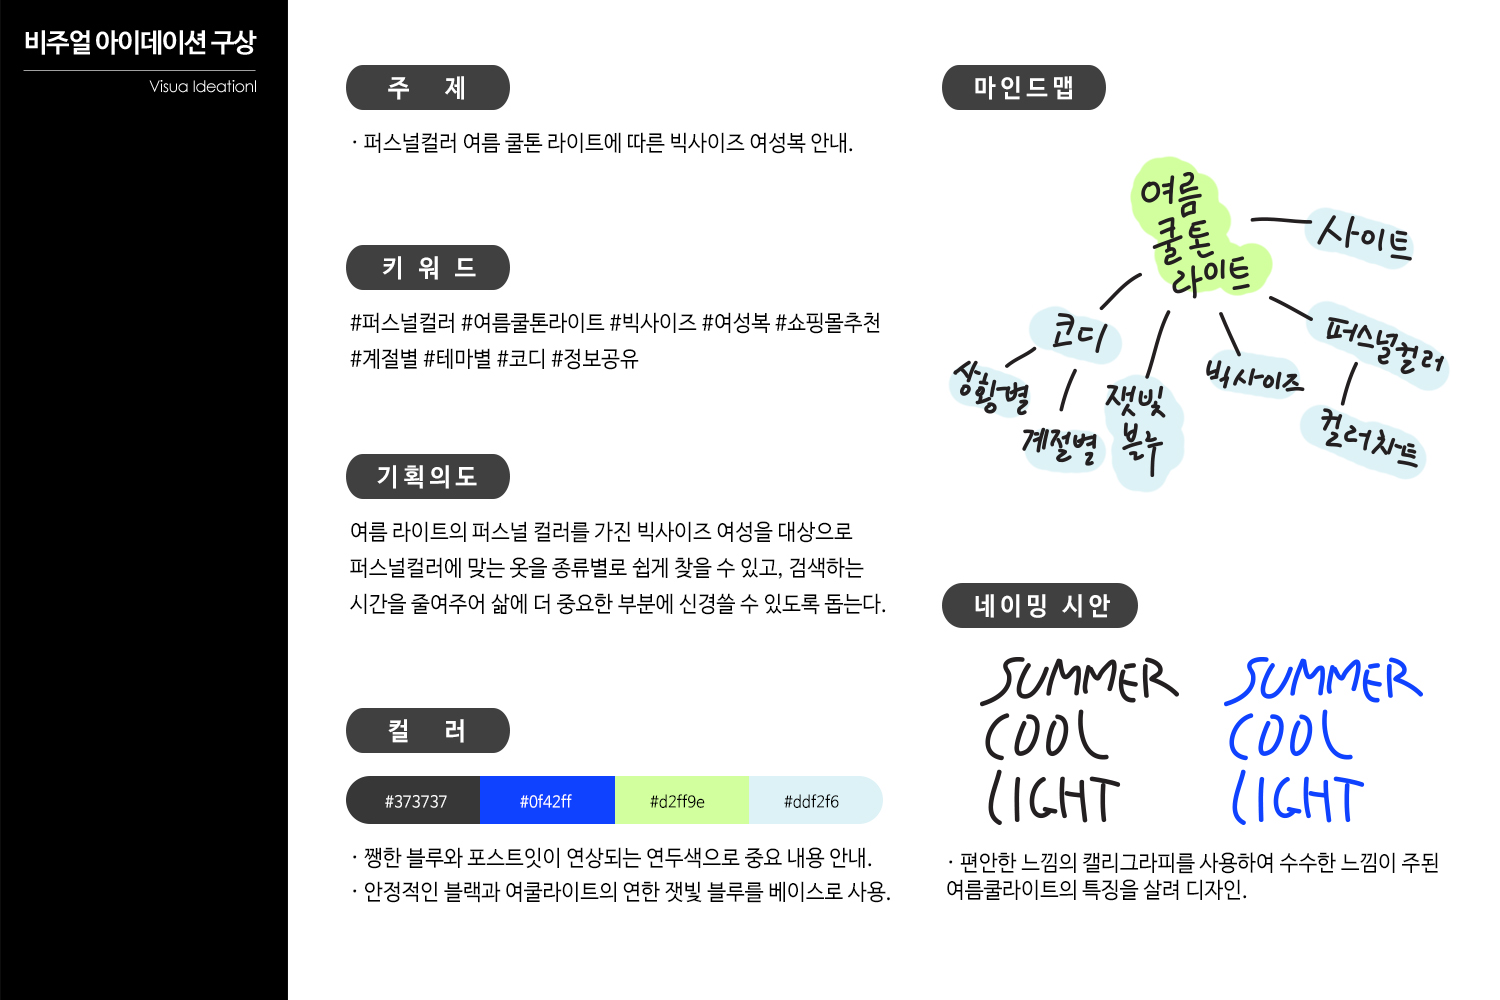 비주얼 아이데이션 구상
Visua Ideationl
주 제
· 퍼스널컬러 여름 쿨톤 라이트에 따른 빅사이즈 여성복 안내.
키 워 드
#퍼스널컬러 #여름쿨톤라이트 #빅사이즈 #여성복 #쇼핑몰추천
#계절별 #테마별 #코디 #정보공유
기획의도
여름 라이트의 퍼스널 컬러를 가진 빅사이즈 여성을 대상으로
퍼스널컬러에 맞는 옷을 종류별로 쉽게 찾을 수 있고, 검색하는
시간을 줄여주어 삶에 더 중요한 부분에 신경쓸 수 있도록 돕는다.
컬 러
#373737 #0f42ff #d2ff9e #ddf2f6
· 쨍한 블루와 포스트잇이 연상되는 연두색으로 중요 내용 안내.
· 안정적인 블랙과 여쿨라이트의 연한 잿빛 블루를 베이스로 사용.
마인드맵
여름
쿨톤
라이트
사이트
코디
퍼스널컬러
상황별
계절별
잿빛
블루
빅사이즈
컬러차트
네이밍 시안
SUMMER
COOL
LIGHT
SUMMER
COOL
LIGHT
· 편안한 느낌의 캘리그라피를 사용하여 수수한 느낌이 주된
여름쿨라이트의 특징을 살려 디자인.